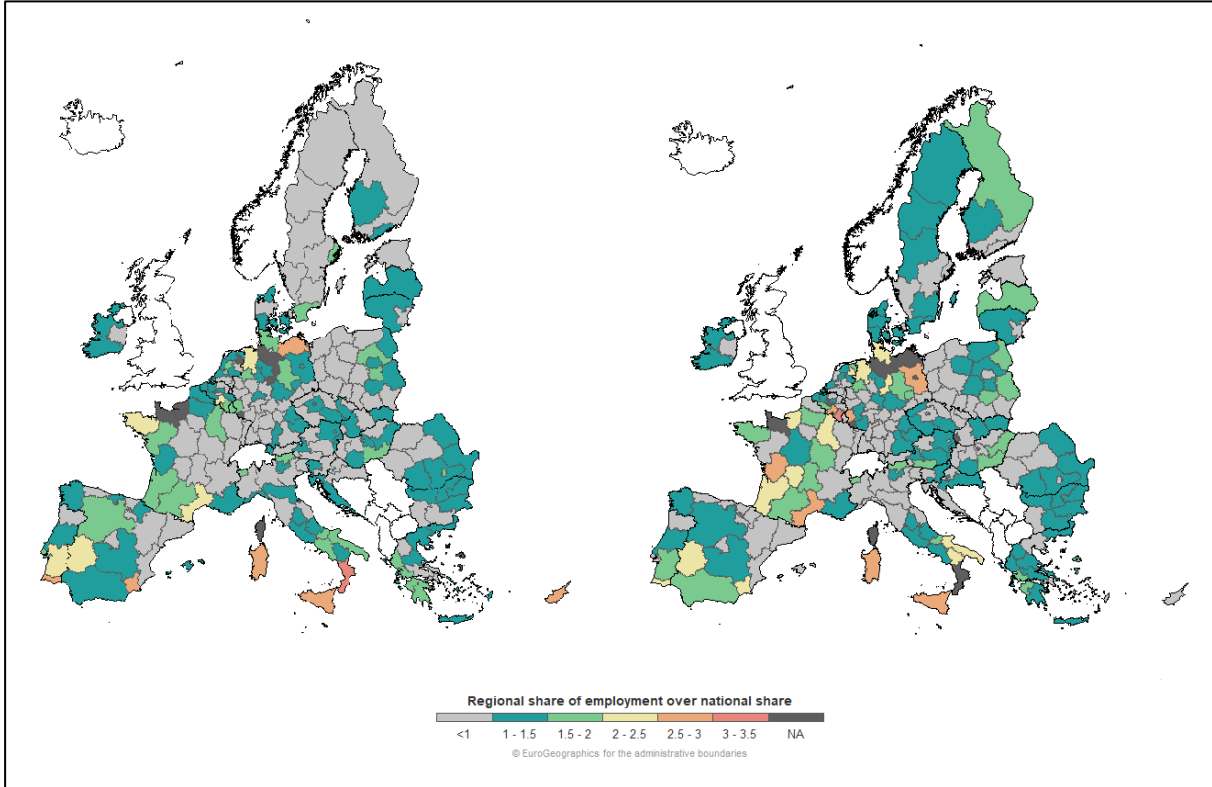 Regional share of employment over national share
<1 1 - 1.5 1.5 - 2 2 - 2.5 2.5 - 3 3 - 3.5 NA
© EuroGeographics for the administrative boundaries